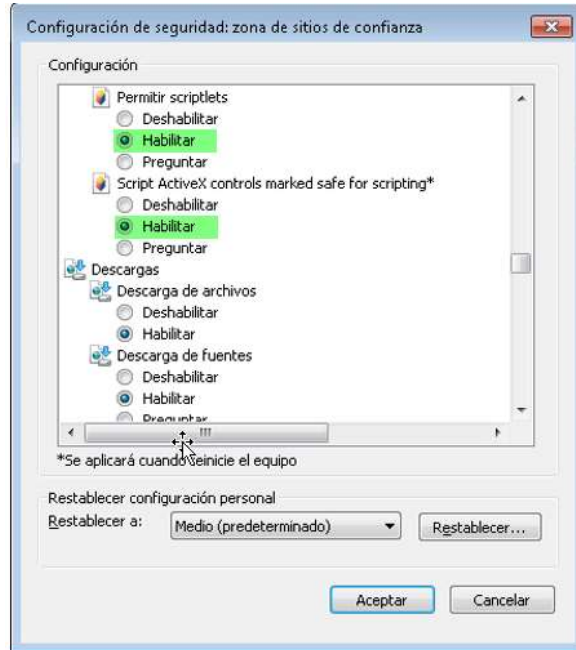 Configuración de seguridad: zona de sitios de confianza
Configuración
Permitir scriptlets
Deshabilitar
Habilitar
Preguntar
Script ActiveX controls marked safe for scripting*
Deshabilitar
Habilitar
Preguntar
Descargas
Descarga de archivos
Deshabilitar
Habilitar
Descarga de fuentes
Deshabilitar
Habilitar
Preguntar
*Se aplicará cuando reinicie el equipo
Restablecer configuración personal
Restablecer a:
Medio (predeterminado)
Restablecer...
Aceptar
Cancelar